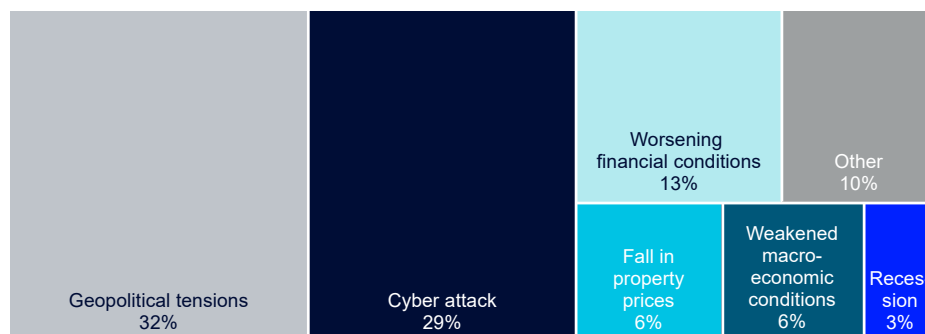 Geopolitical tensions
32%
Cyber attack
29%
Worsening
financial conditions
13%
Other
10%
Fall in
property
prices
6%
Weakened
macro-
economic
conditions
6%
Reces
sion
3%